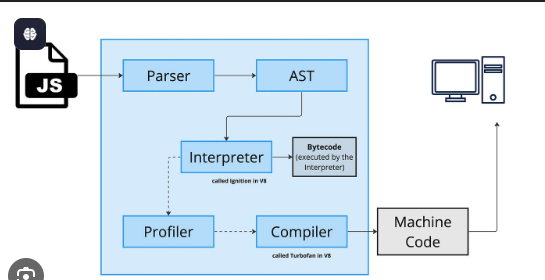 JS
Parser
AST
Interpreter
called Ignition in V8
Bytecode
(executed by the
Interpreter)
Profiler
Compiler
called Turbofan in V8
Machine
Code